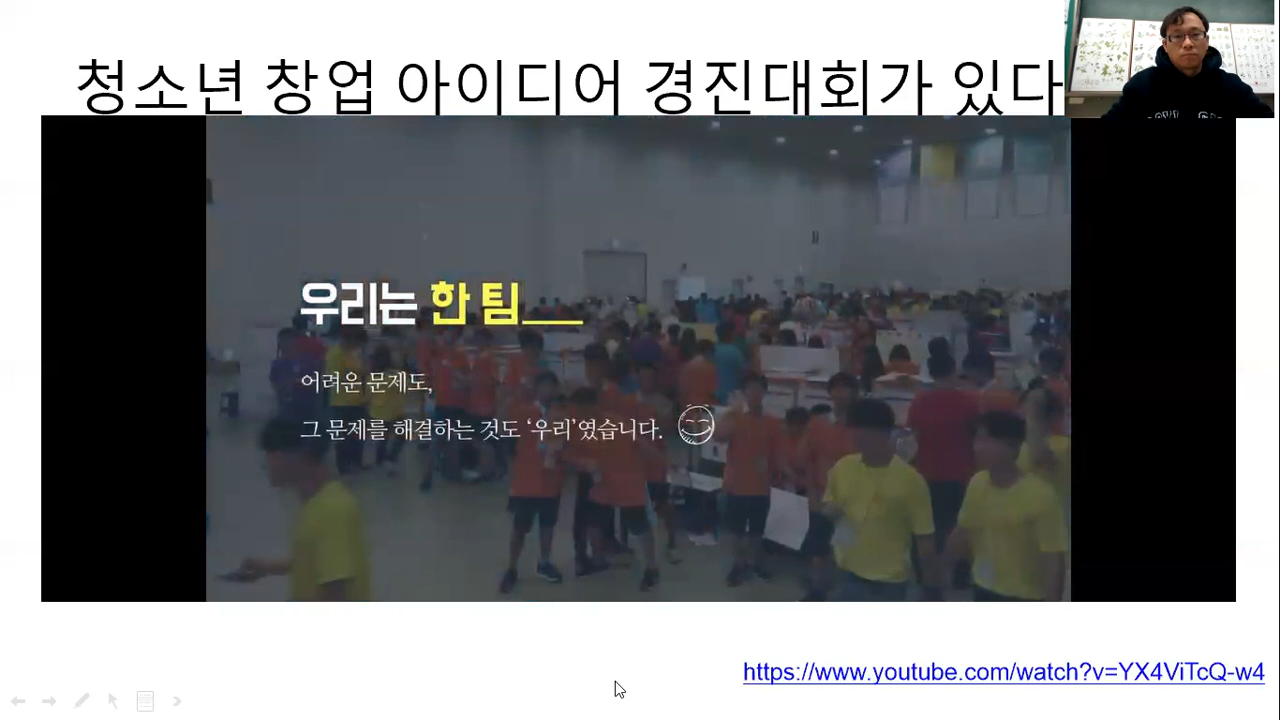 청소년 창업 아이디어 경진대회가 있다
우리는 한 팀__
어려운 문제도,
그 문제를 해결하는 것도 ‘우리’였습니다.
https://www.youtube.com/watch?v=YX4ViTcQ-w4